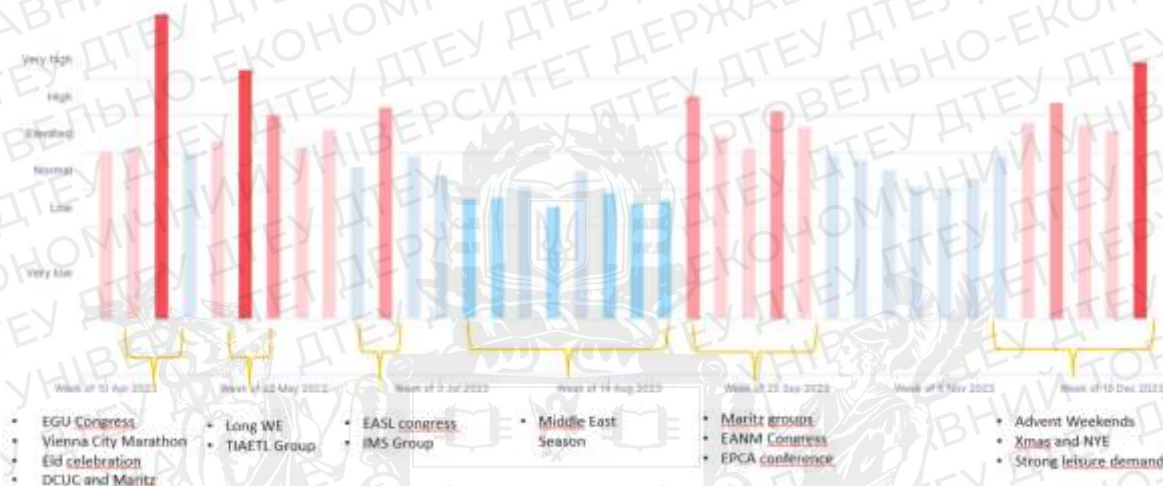 Very high
High
Elevated
Normal
Low
Very low
Week of 10 Apr 2023
Week of 22 May 2023
Week of 3 Jul 2023
Week of 14 Aug 2023
Week of 25 Sep 2023
Week of 6 Nov 2023
Week of 18 Dec 2023
• EGU Congress
• Vienna City Marathon
• Eid celebration
• DCUC and Maritz
• Long WE
• TIAETL Group
• EASL congress
• IMS Group
• Middle East
Season
• Maritz groups
• EANM Congress
• EPCA conference
• Advent Weekends
• Xmas and NYE
• Strong leisure demand